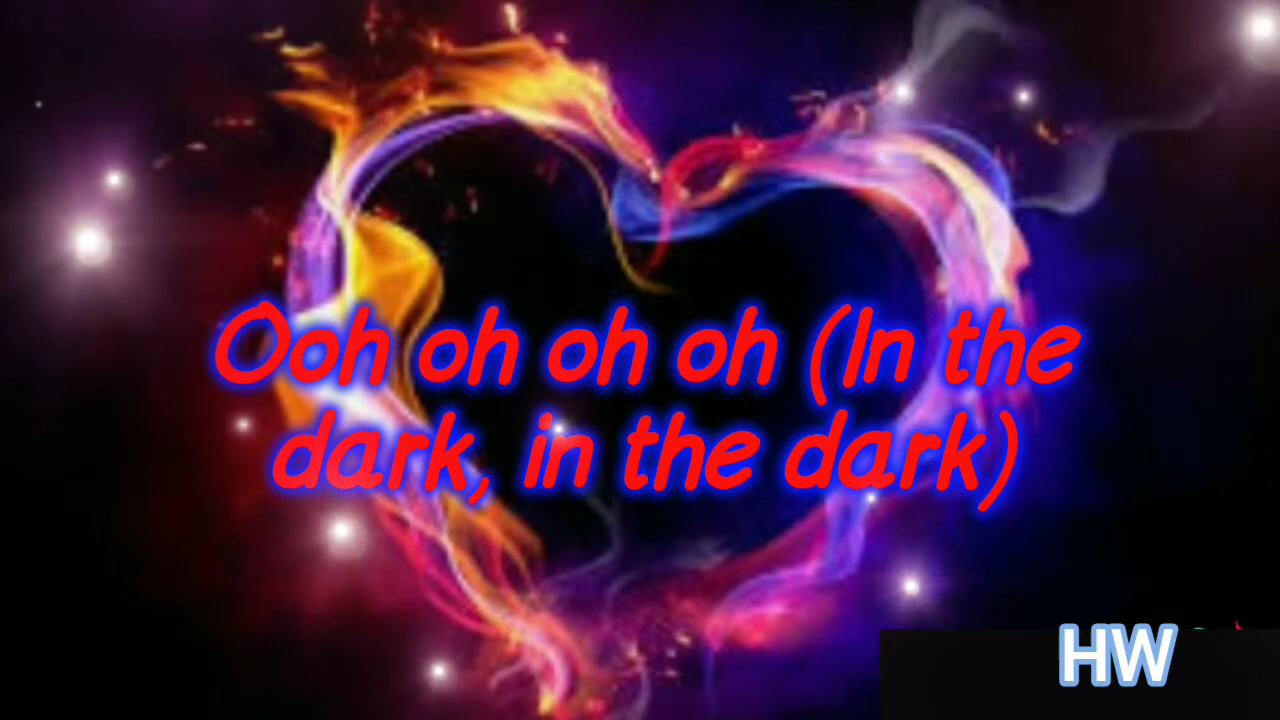 Ooh oh oh oh (In the
dark, in the dark)
HW